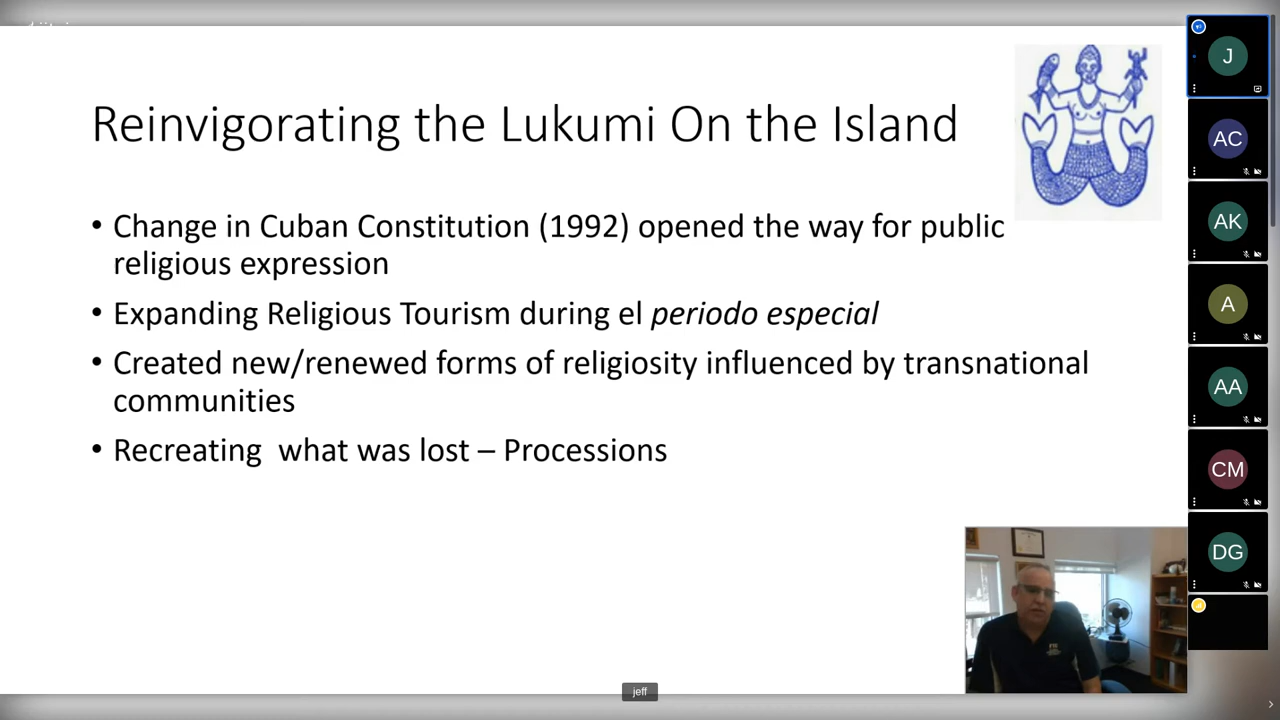 Reinvigorating the Lukumi On the Island
• Change in Cuban Constitution (1992) opened the way for public
religious expression
• Expanding Religious Tourism during el periodo especial
• Created new/renewed forms of religiosity influenced by transnational
communities
• Recreating  what was lost – Processions
J
AC
AK
A
AA
CM
DG
jeff